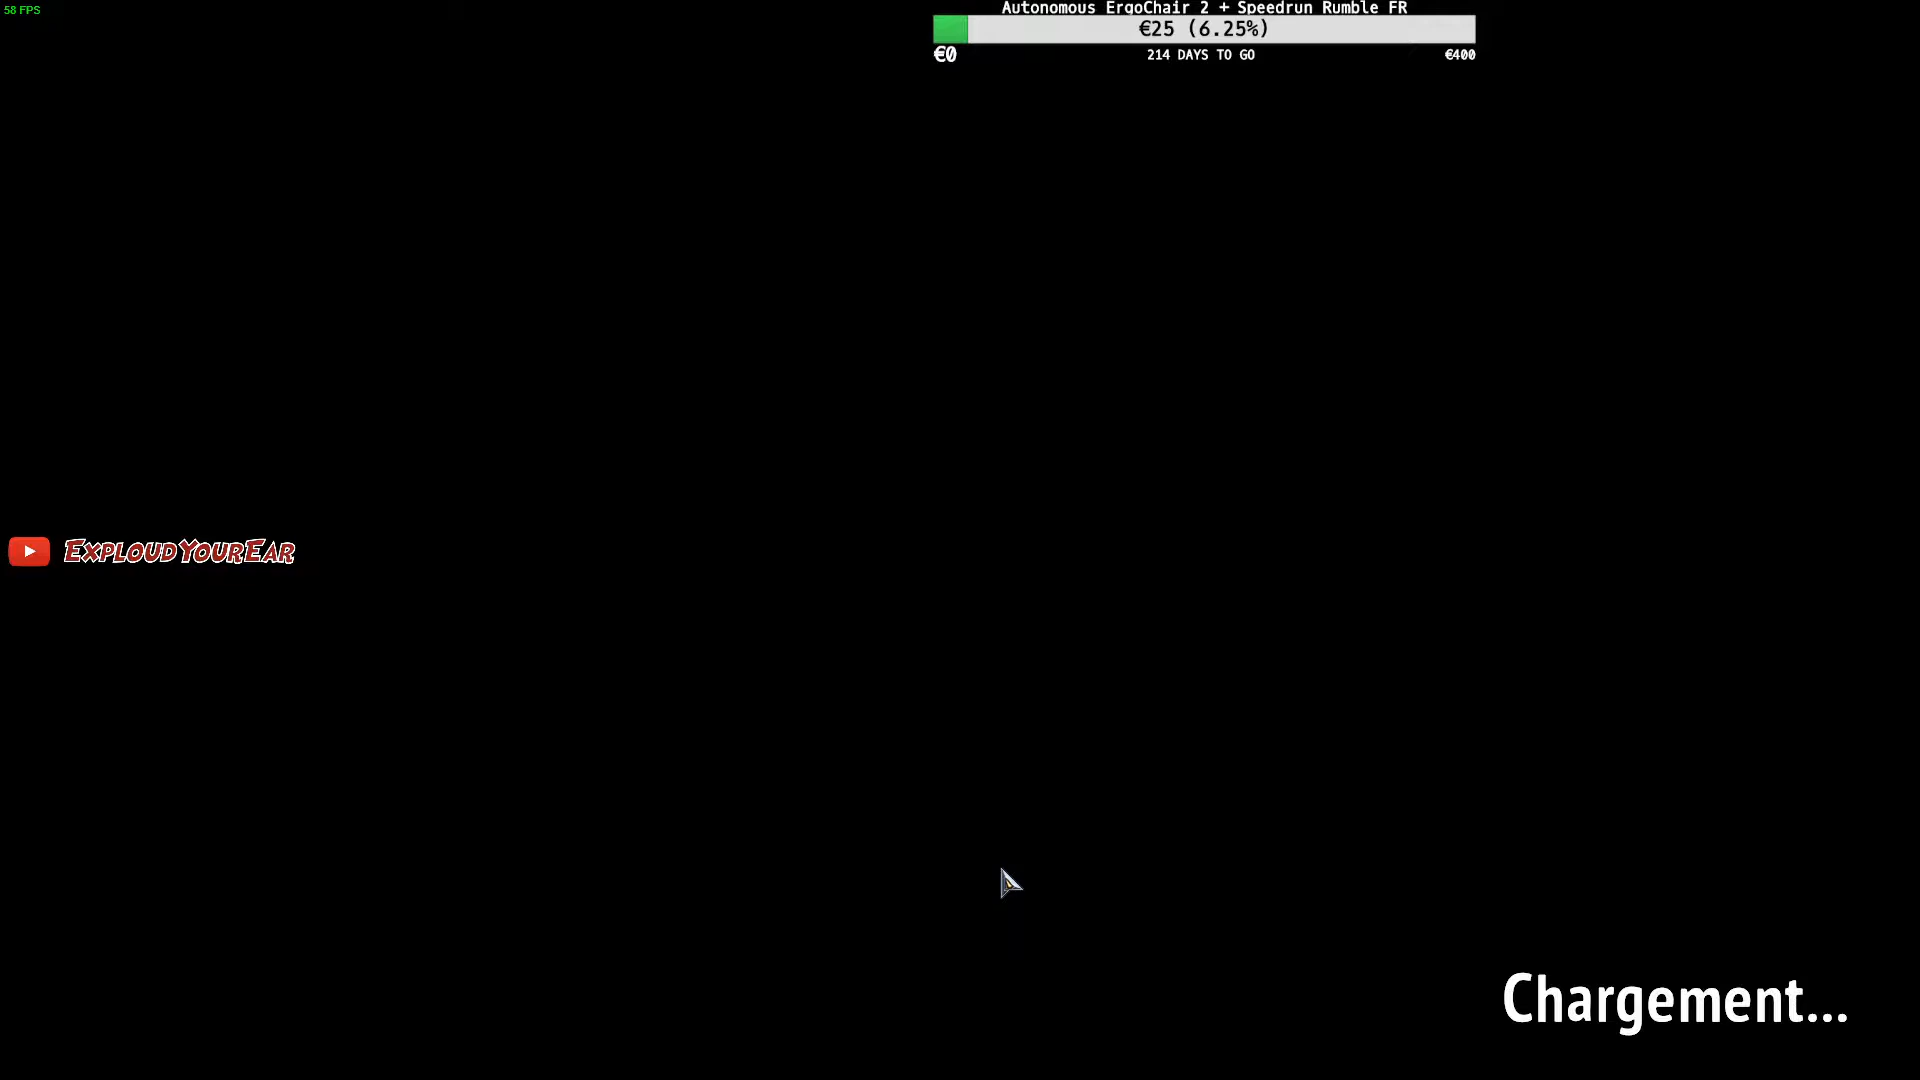 58 FPS
Autonomous ErgoChair 2 + Speedrun Rumble FR
€25 (6.25%)
€0 214 DAYS TO GO €400
ExploudYourEar
Chargement...